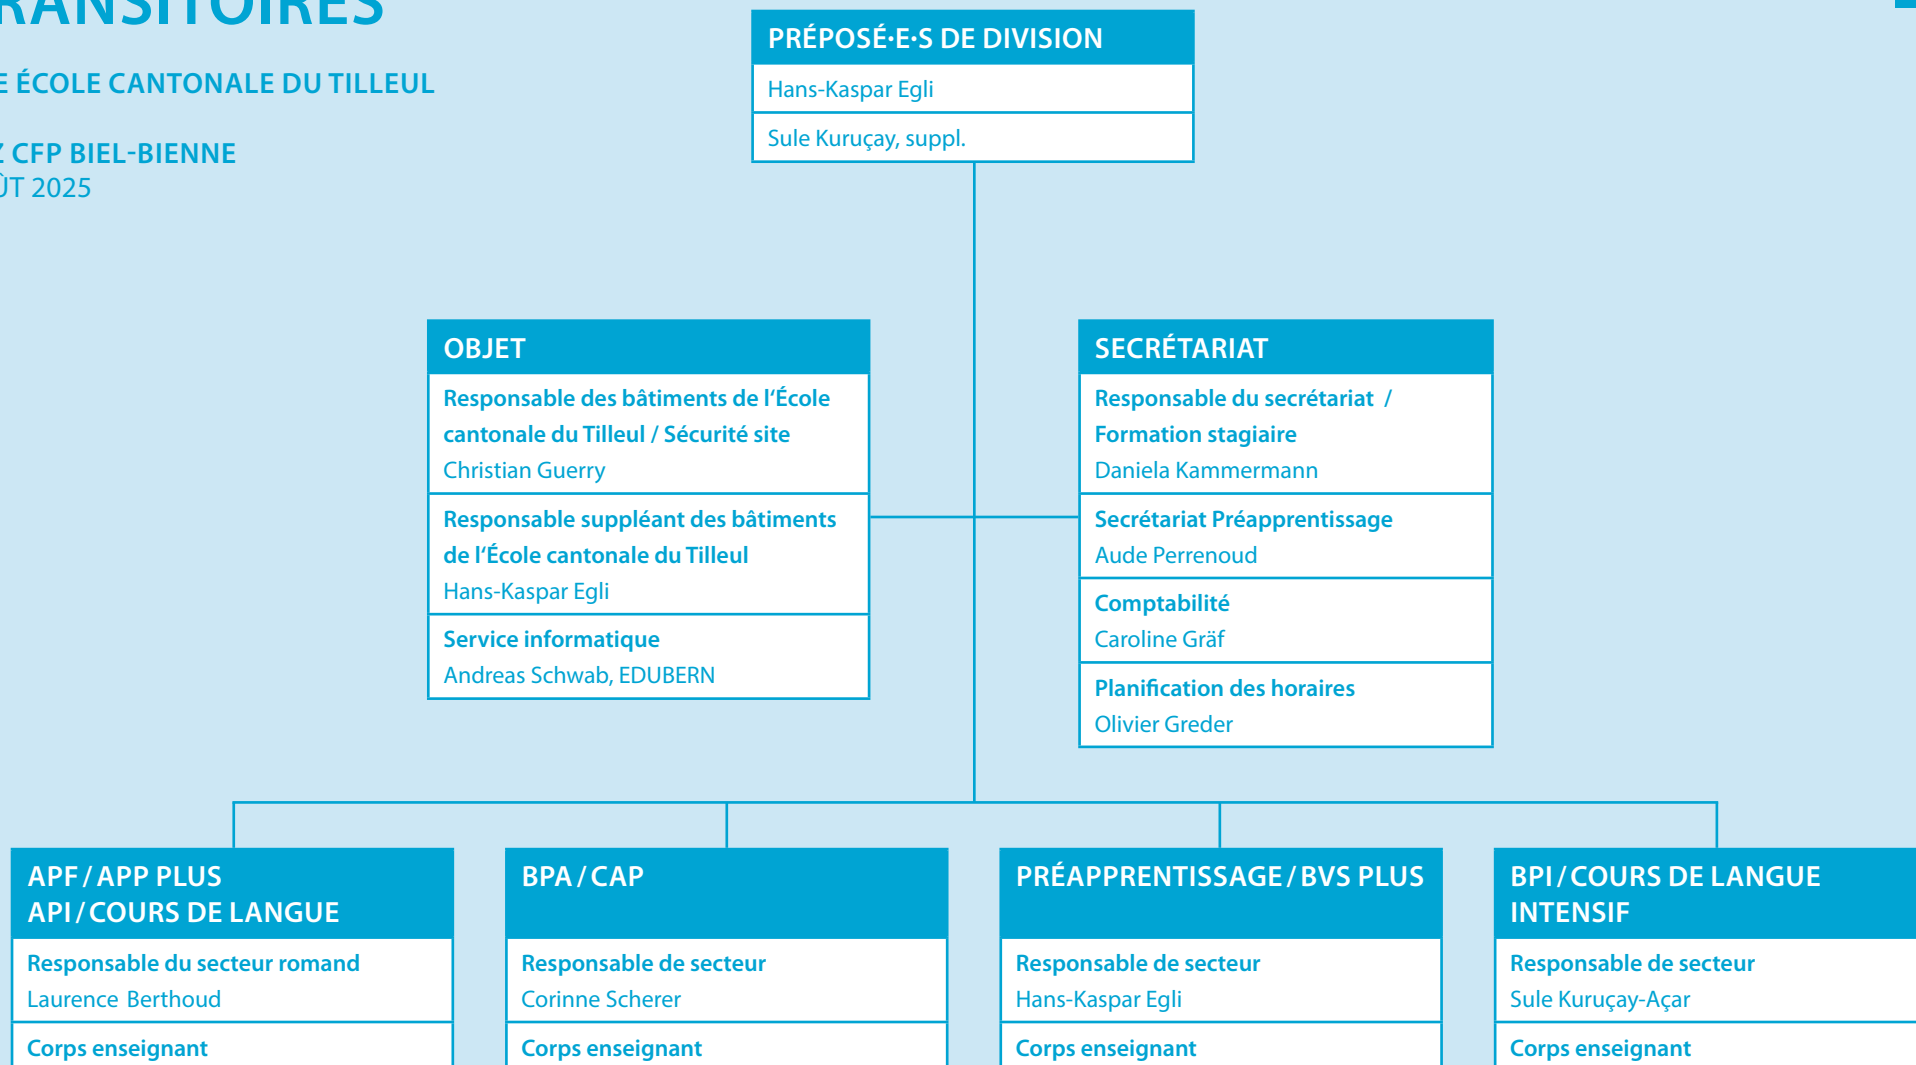 RANSITOIRES
E ÉCOLE CANTONALE DU TILLEUL
Z CFP BIEL-BIENNE
ÛT 2025
PRÉPOSÉ·E·S DE DIVISION
Hans-Kaspar Egli
Sule Kuruçay, suppl.
OBJET
Responsable des bâtiments de l‘École
cantonale du Tilleul / Sécurité site
Christian Guerry
Responsable suppléant des bâtiments
de l‘École cantonale du Tilleul
Hans-Kaspar Egli
Service informatique
Andreas Schwab, EDUBERN
SECRÉTARIAT
Responsable du secrétariat /
Formation stagiaire
Daniela Kammermann
Secrétariat Préapprentissage
Aude Perrenoud
Comptabilité
Caroline Gräf
Planification des horaires
Olivier Greder
APF / APP PLUS
API / COURS DE LANGUE
Responsable du secteur romand
Laurence Berthoud
Corps enseignant
BPA / CAP
Responsable de secteur
Corinne Scherer
Corps enseignant
PRÉAPPRENTISSAGE / BVS PLUS
Responsable de secteur
Hans-Kaspar Egli
Corps enseignant
BPI / COURS DE LANGUE
INTENSIF
Responsable de secteur
Sule Kuruçay-Açar
Corps enseignant